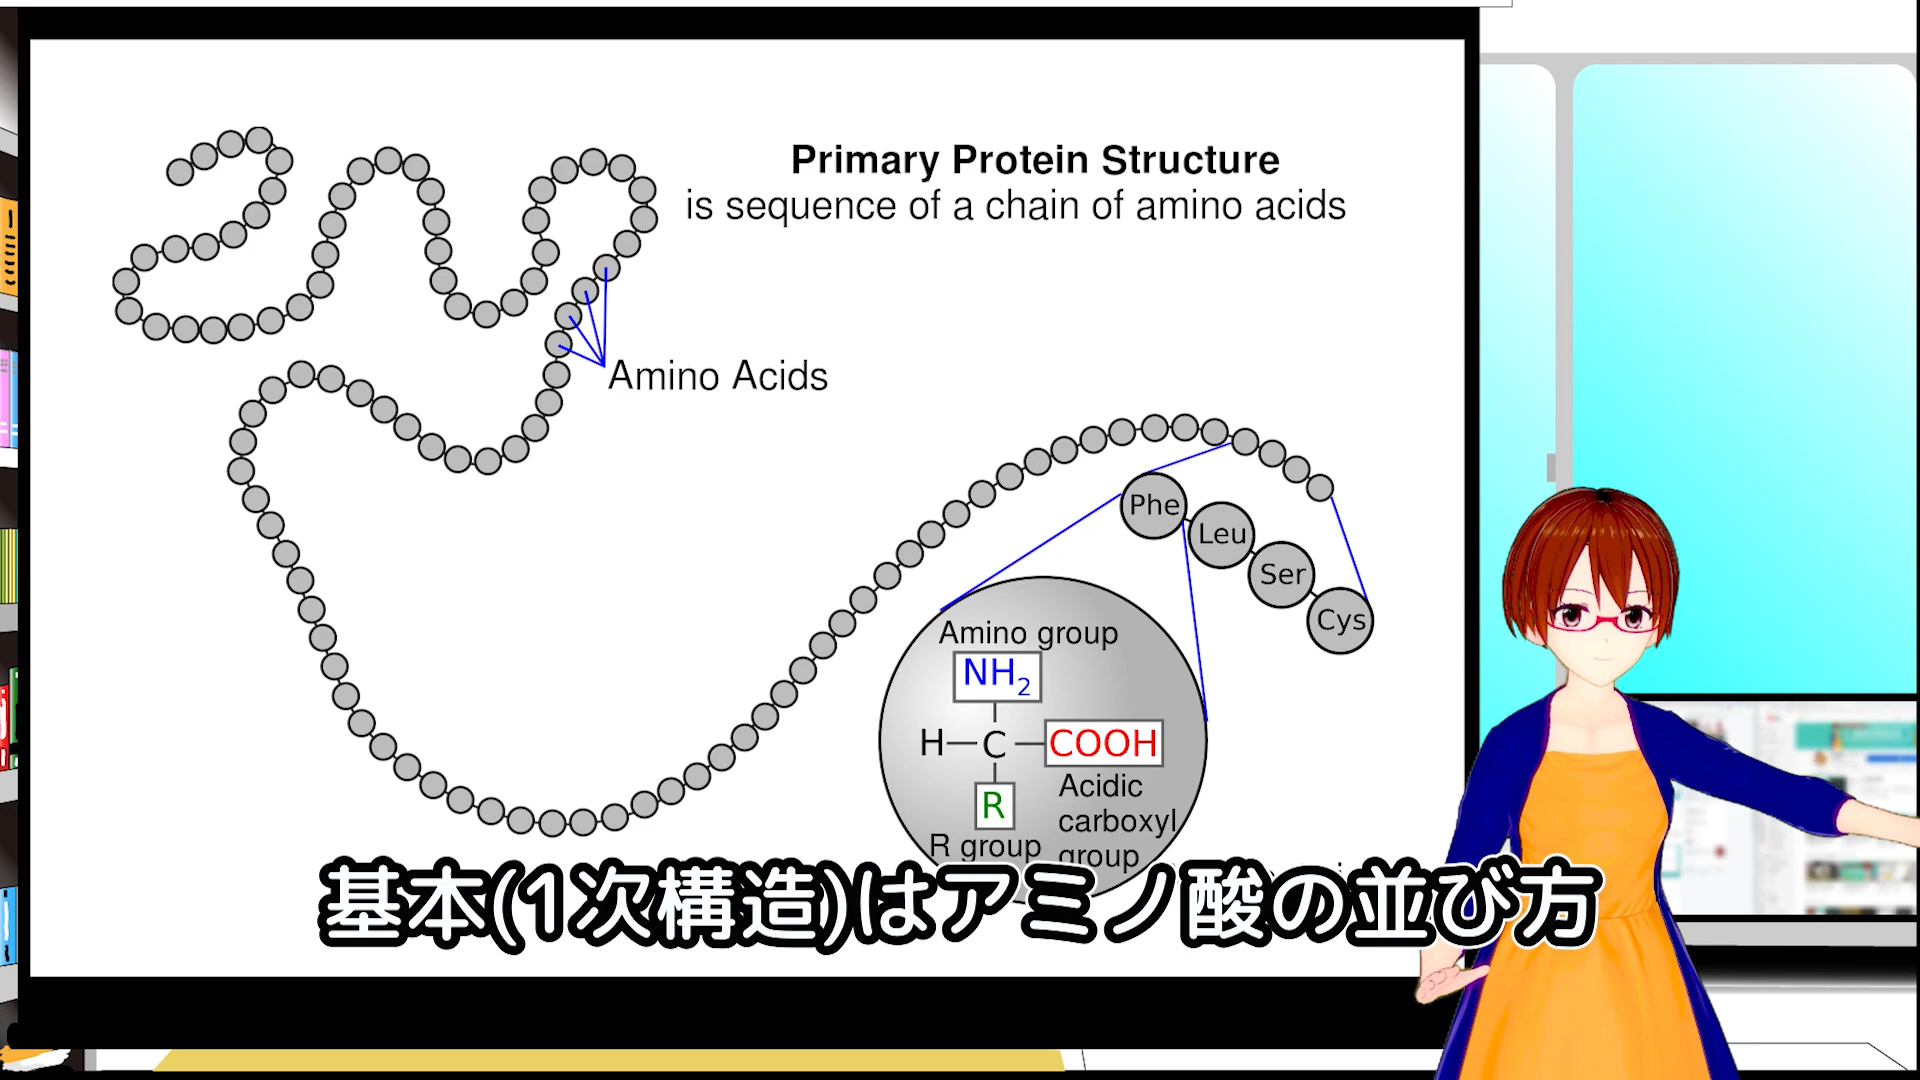 Primary Protein Structure
is sequence of a chain of amino acids
Amino Acids
Phe
Leu
Ser
Cys
Amino group
NH2
H
C
COOH
R
Acidic
carboxyl
group
R group
基本(1次構造)はアミノ酸の並び方